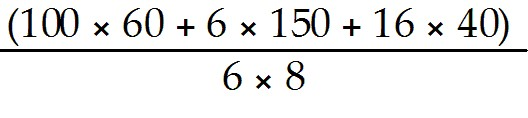 (100 × 60 + 6 × 150 + 16 × 40)
6 × 8